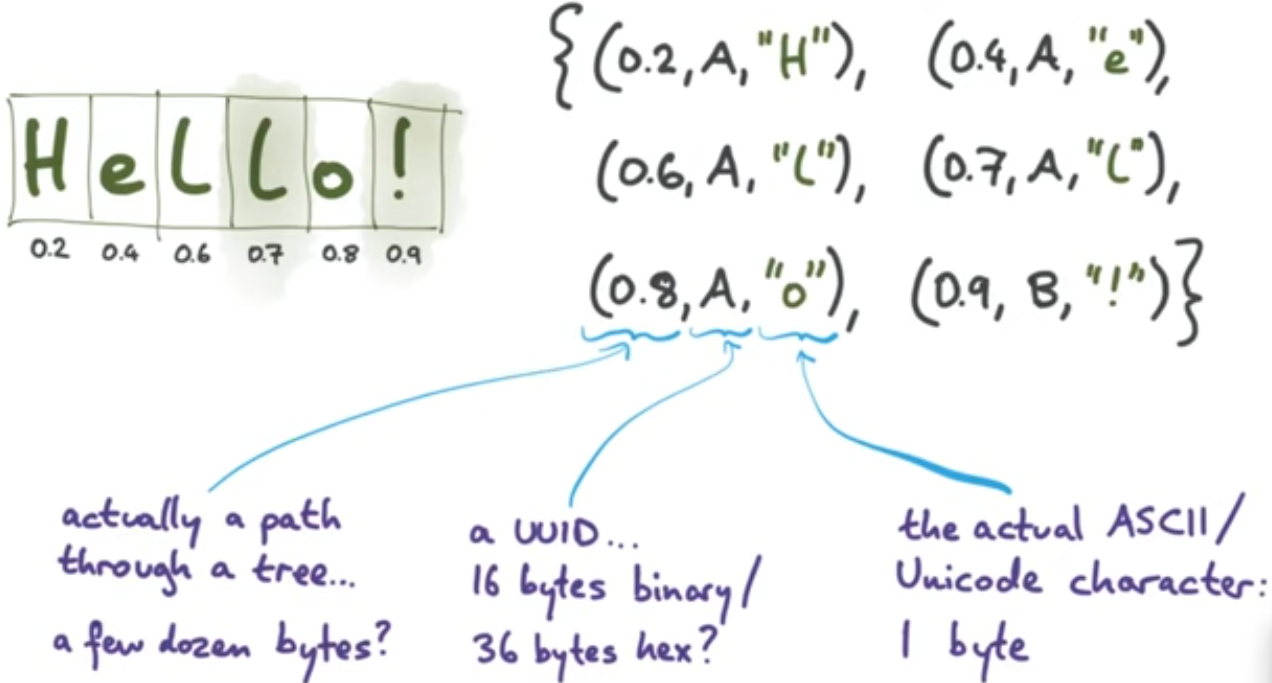 HeLLo!
0.2 0.4 0.6 0.7 0.8 0.9
{(0.2, A, "H"), (0.4, A, "e"),
(0.6, A, "L"), (0.7, A, "L"),
(0.8, A, "o"), (0.9, B, "!")}
actually a path
through a tree...
a few dozen bytes?
a UUID...
16 bytes binary/
36 bytes hex?
the actual ASCII/
Unicode character:
1 byte